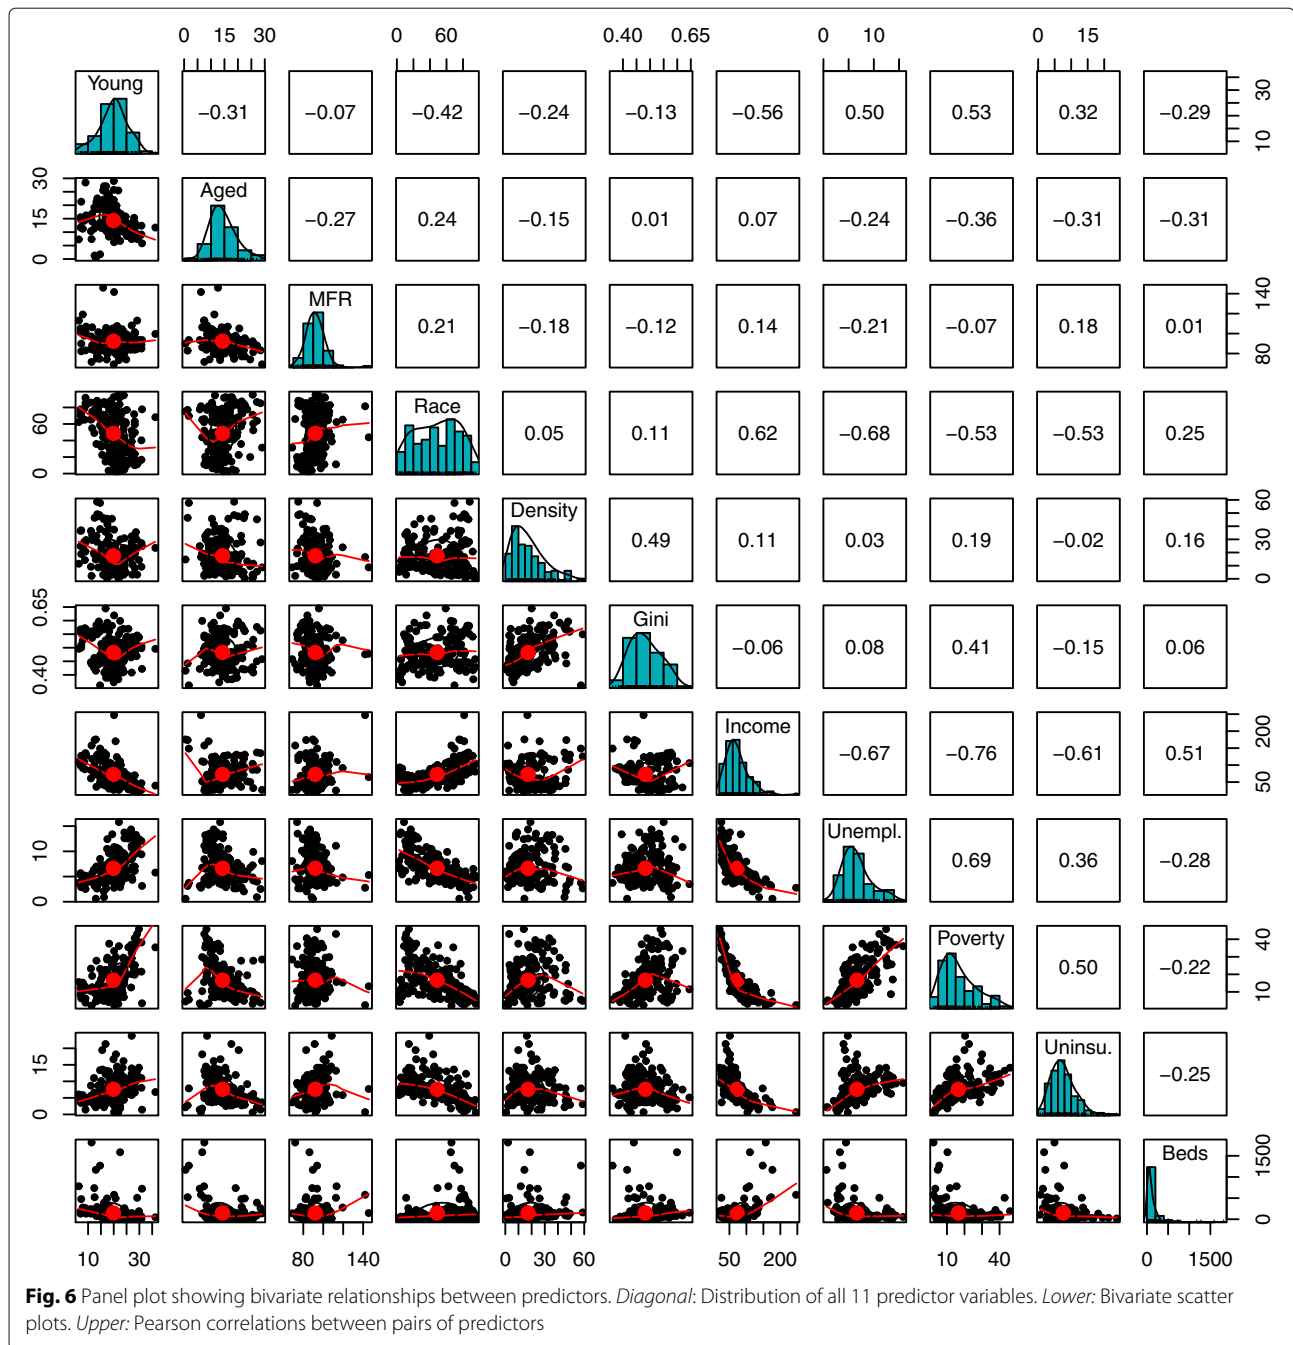 0 15 30 0 60 0.40 0.65 0 10 0 15
Young −0.31 −0.07 −0.42 −0.24 −0.13 −0.56 0.50 0.53 0.32 −0.29 10 30
0 15 30 Aged −0.27 0.24 −0.15 0.01 0.07 −0.24 −0.36 −0.31 −0.31
MFR 0.21 −0.18 −0.12 0.14 −0.21 −0.07 0.18 0.01 80 140
0 60 Race 0.05 0.11 0.62 −0.68 −0.53 −0.53 0.25
Density 0.49 0.11 0.03 0.19 −0.02 0.16 0 30 60
0.40 0.65 Gini −0.06 0.08 0.41 −0.15 0.06
Income −0.67 −0.76 −0.61 0.51 50 200
0 10 Unempl. 0.69 0.36 −0.28
Poverty 0.50 −0.22 10 40
0 15 Uninsu. −0.25
Beds 0 1500
10 30 80 140 0 30 60 50 200 10 40 0 1500
Fig. 6 Panel plot showing bivariate relationships between predictors. Diagonal: Distribution of all 11 predictor variables. Lower: Bivariate scatter
plots. Upper: Pearson correlations between pairs of predictors